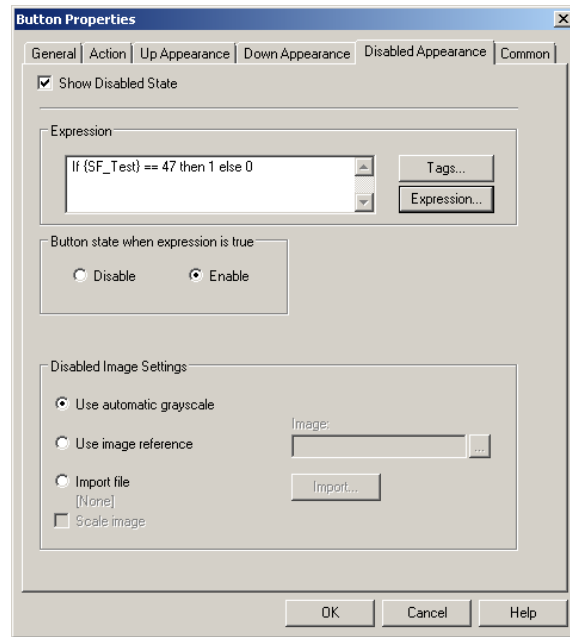 Button Properties
General Action Up Appearance Down Appearance Disabled Appearance Common
Show Disabled State
Expression
If {SF_Test} == 47 then 1 else 0
Tags...
Expression...
Button state when expression is true
Disable Enable
Disabled Image Settings
Use automatic grayscale
Image:
Use image reference
...
Import file
Import...
[None]
Scale image
OK Cancel Help